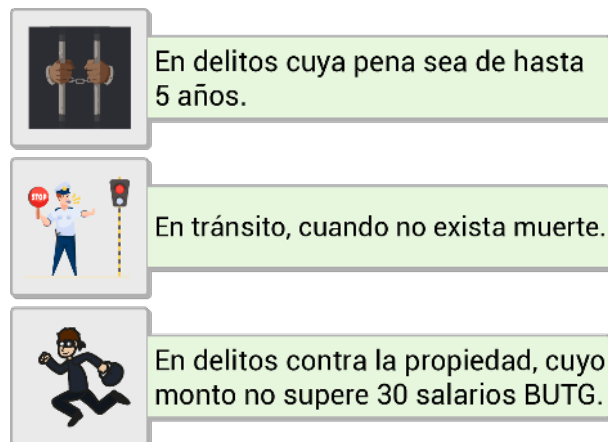 En delitos cuya pena sea de hasta
5 años.
STOP
En tránsito, cuando no exista muerte.
En delitos contra la propiedad, cuyo
monto no supere 30 salarios BUTG.